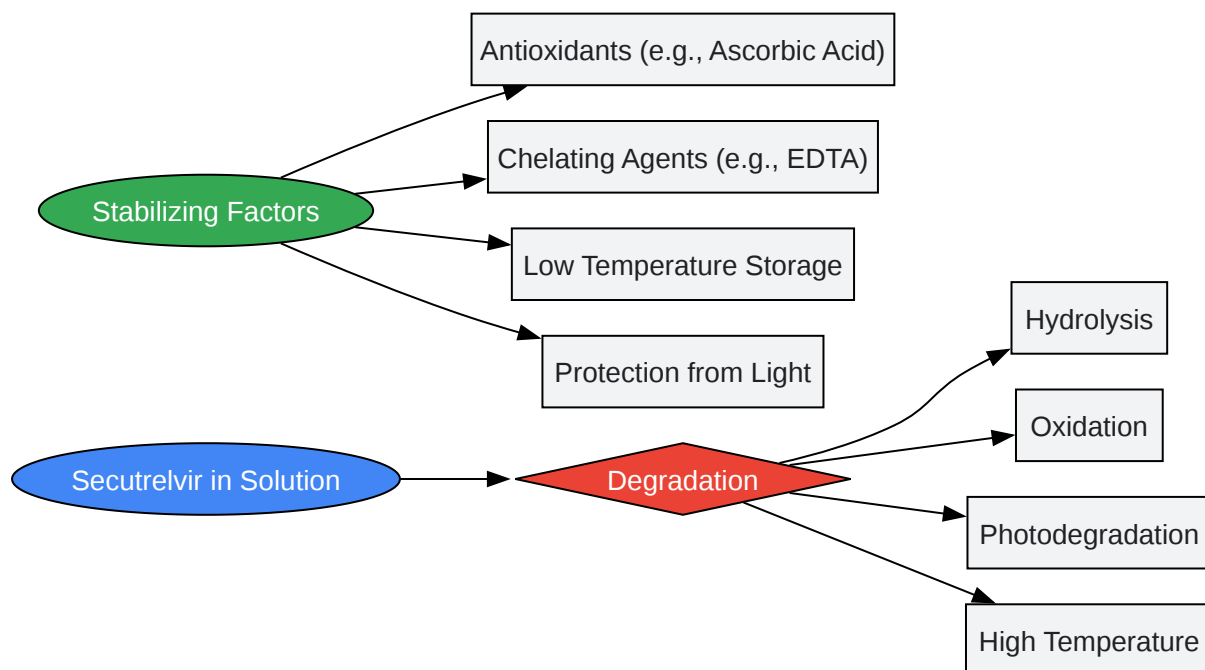 Antioxidants (e.g., Ascorbic Acid)
Chelating Agents (e.g., EDTA)
Stabilizing Factors
Low Temperature Storage
Protection from Light
Hydrolysis
Oxidation
Secutrelvir in Solution
Degradation
Photodegradation
High Temperature